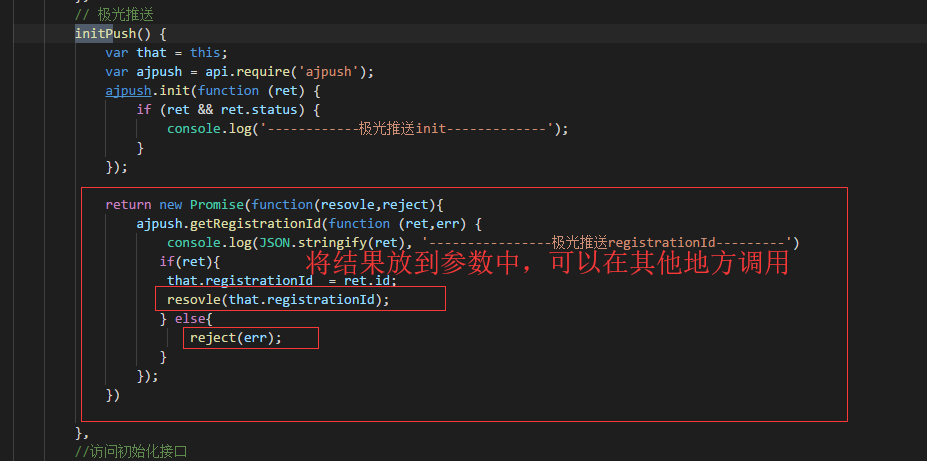 // 极光推送
initPush() {
var that = this;
var ajpush = api.require('ajpush');
ajpush.init(function (ret) {
if (ret && ret.status) {
console.log('------------极光推送init-------------');
}
});
return new Promise(function(resovle,reject){
ajpush.getRegistrationId(function (ret,err) {
console.log(JSON.stringify(ret), '----------------极光推送registrationId---------')
if(ret){
将结果放到参数中，可以在其他地方调用
that.registrationId = ret.id;
resovle(that.registrationId);
} else{
reject(err);
}
});
})
},
//访问初始化接口